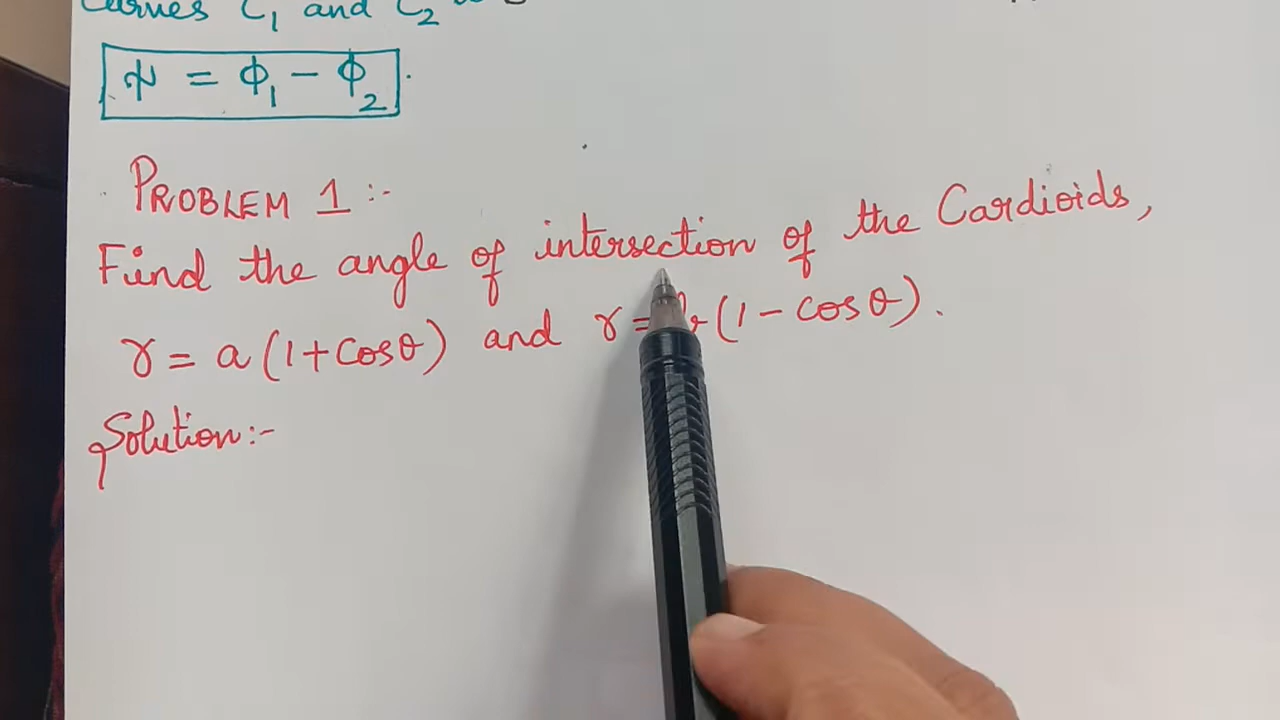 Curves C₁ and C₂
ψ = Φ₁ - Φ₂.
PROBLEM 1 :-
Find the angle of intersection of the Cardioids,
r = a(1+cosθ) and r = b(1-cosθ).
Solution:-